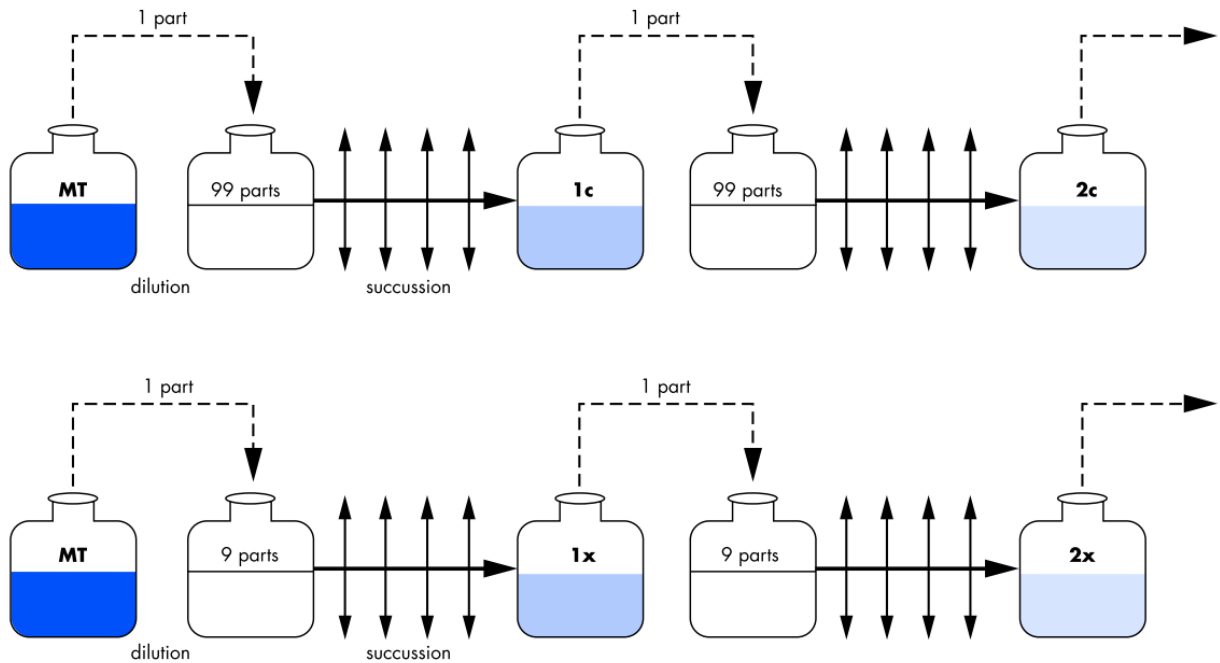 1 part
1 part
MT
99 parts
1c
99 parts
2c
dilution
succussion
1 part
1 part
MT
9 parts
1x
9 parts
2x
dilution
succussion